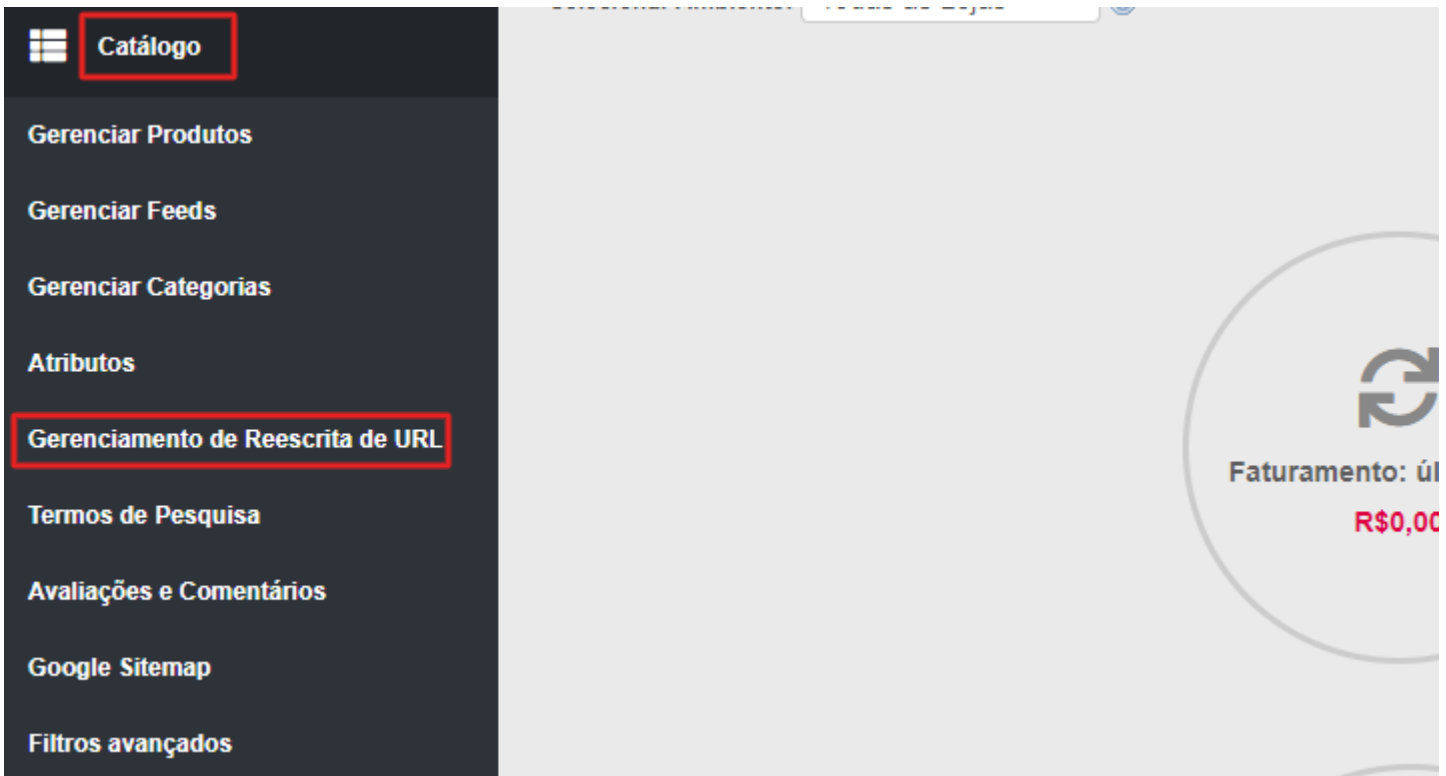 Catálogo
Gerenciar Produtos
Gerenciar Feeds
Gerenciar Categorias
Atributos
Gerenciamento de Reescrita de URL
Termos de Pesquisa
Avaliações e Comentários
Google Sitemap
Filtros avançados
Faturamento:
R$0,00